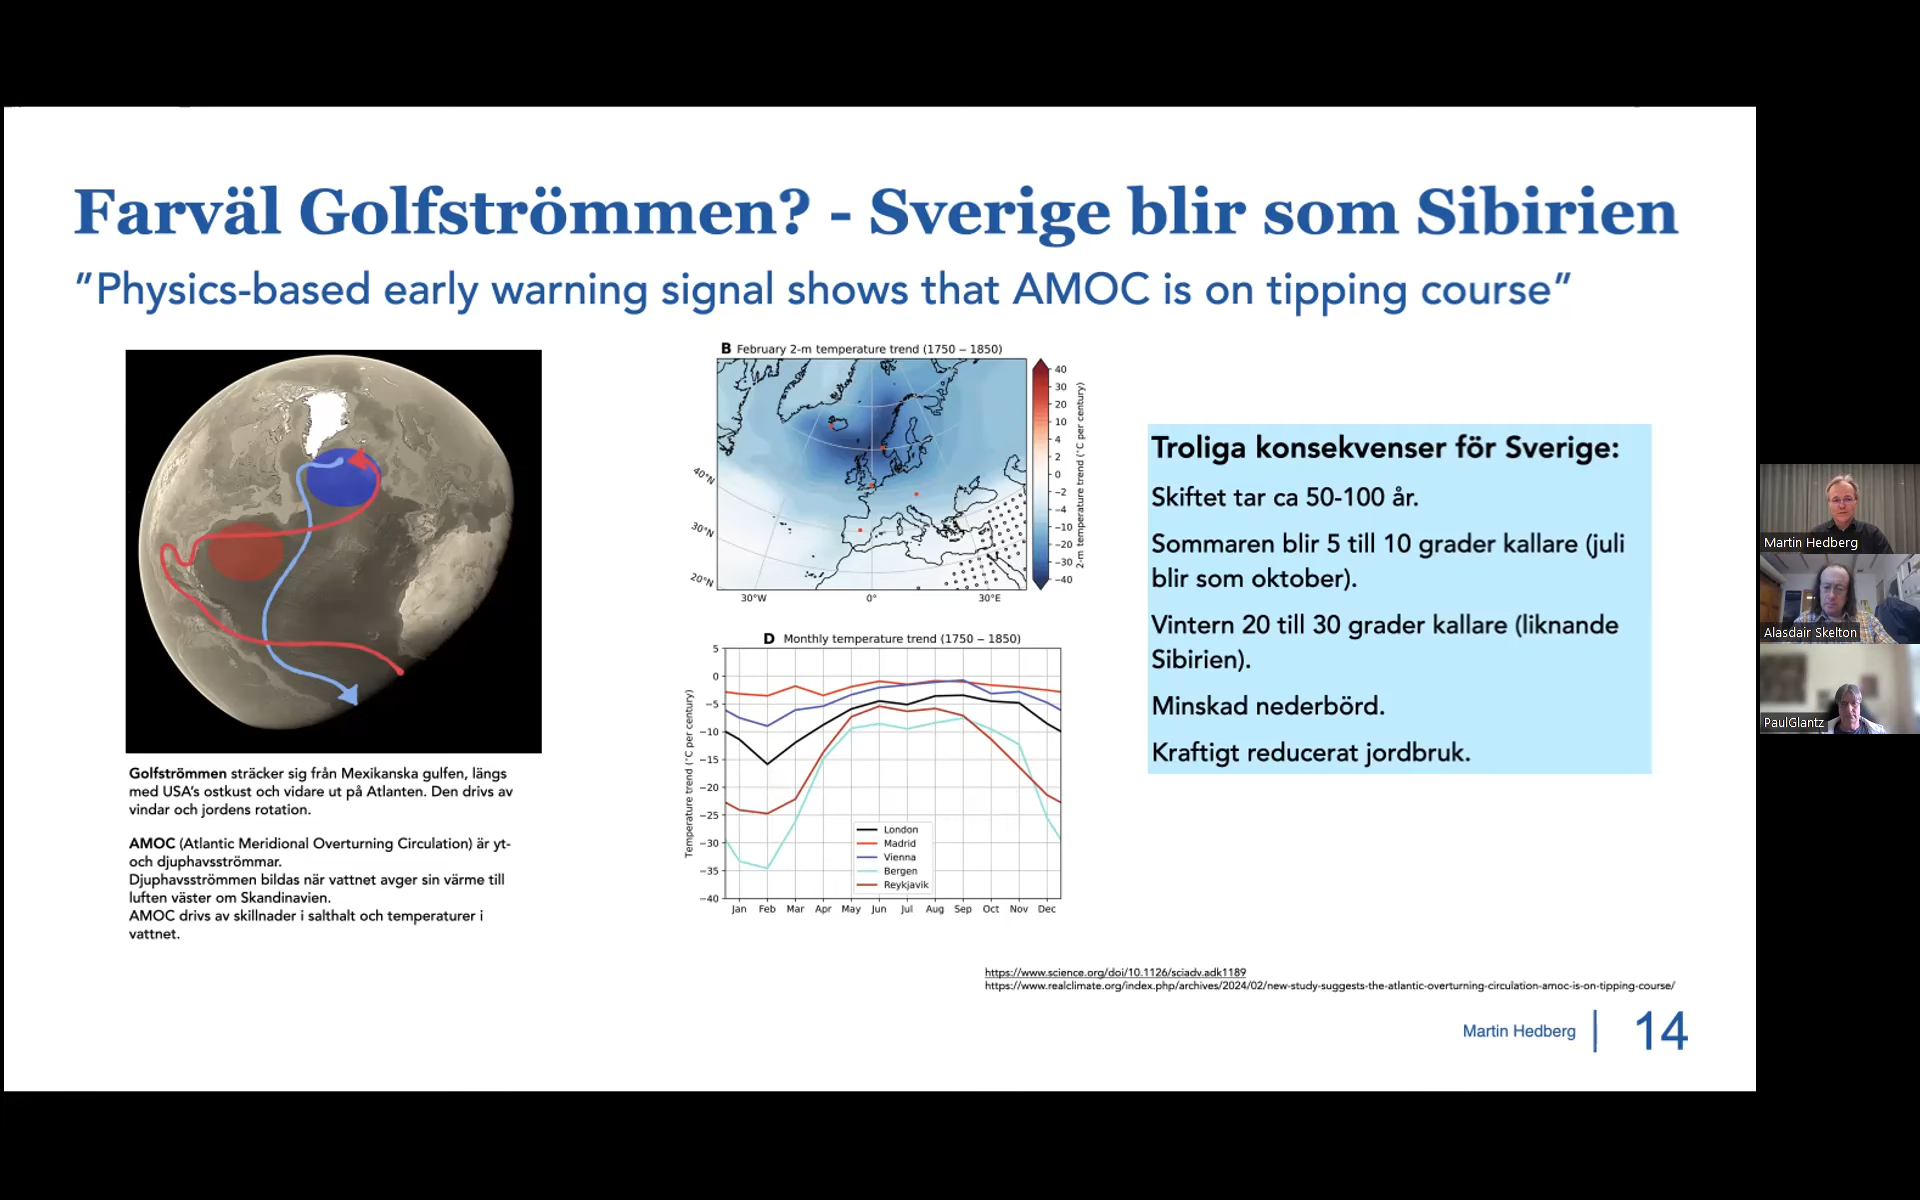 Farväl Golfströmmen? - Sverige blir som Sibirien
”Physics-based early warning signal shows that AMOC is on tipping course”
Golfströmmen sträcker sig från Mexikanska gulfen, längs
med USA’s ostkust och vidare ut på Atlanten. Den drivs av
vindar och jordens rotation.
AMOC (Atlantic Meridional Overturning Circulation) är yt-
och djuphavsströmmar.
Djuphavsströmmen bildas när vattnet avger sin värme till
luften väster om Skandinavien.
AMOC drivs av skillnader i salthalt och temperaturer i
vattnet.
B February 2-m temperature trend (1750 – 1850)
40°N
30°N
20°N
30°W 0° 30°E
40
30
20
10
4
2
0
−2
−4
−10
−20
−30
−40
2-m temperature trend (°C per century)
D Monthly temperature trend (1750 – 1850)
Temperature trend (°C per century)
5
0
−5
−10
−15
−20
−25
−30
−35
−40
London
Madrid
Vienna
Bergen
Reykjavik
Jan Feb Mar Apr May Jun Jul Aug Sep Oct Nov Dec
Troliga konsekvenser för Sverige:
Skiftet tar ca 50-100 år.
Sommaren blir 5 till 10 grader kallare (juli
blir som oktober).
Vintern 20 till 30 grader kallare (liknande
Sibirien).
Minskad nederbörd.
Kraftigt reducerat jordbruk.
https://www.science.org/doi/10.1126/sciadv.adk1189
https://www.realclimate.org/index.php/archives/2024/02/new-study-suggests-the-atlantic-overturning-circulation-amoc-is-on-tipping-course/
Martin Hedberg 14
Martin Hedberg
Alasdair Skelton
PaulGlantz